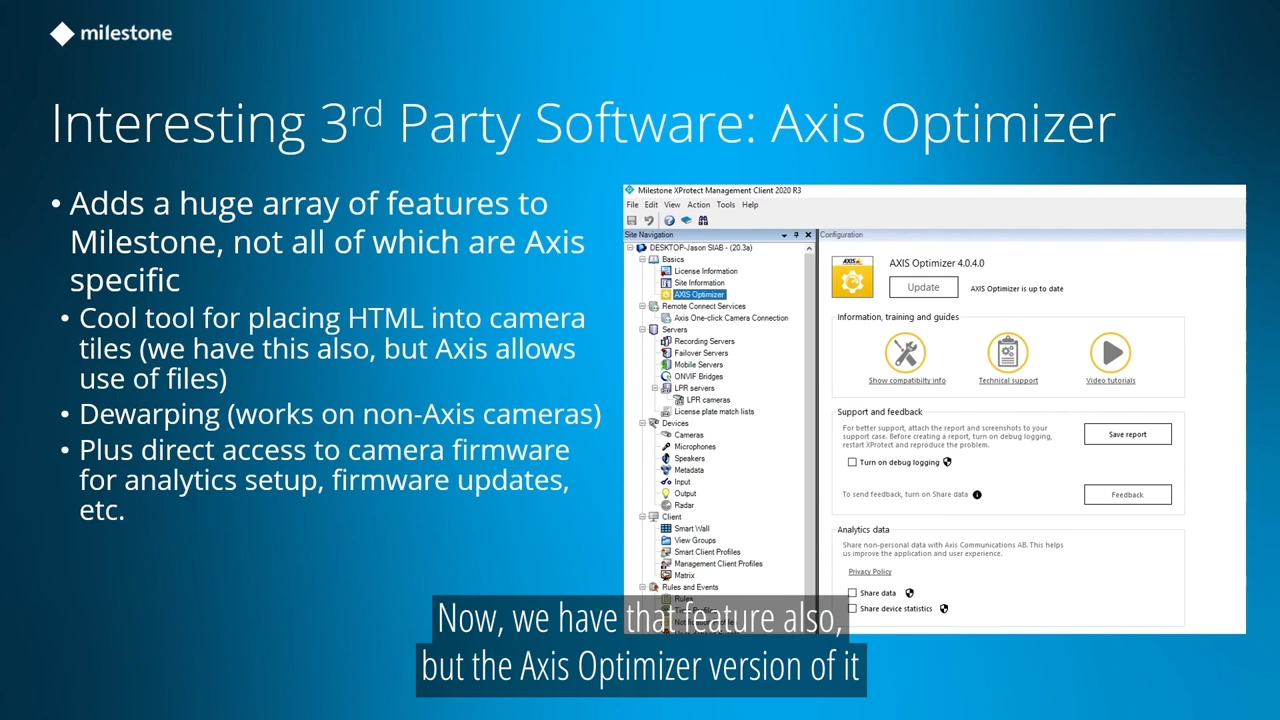 milestone
Interesting 3rd Party Software: Axis Optimizer
• Adds a huge array of features to
Milestone, not all of which are Axis
specific
• Cool tool for placing HTML into camera
tiles (we have this also, but Axis allows
use of files)
• Dewarping (works on non-Axis cameras)
• Plus direct access to camera firmware
for analytics setup, firmware updates,
etc.
Milestone XProtect Management Client 2020 R3
File Edit View Action Tools Help
Site Navigation
DESKTOP-Jason SIAB - (20.3a)
Basics
License Information
Site Information
AXIS Optimizer
Remote Connect Services
Axis One-click Camera Connection
Servers
Recording Servers
Failover Servers
Mobile Servers
ONVIF Bridges
LPR servers
LPR cameras
License plate match lists
Devices
Cameras
Microphones
Speakers
Metadata
Input
Output
Radar
Client
Smart Wall
View Groups
Smart Client Profiles
Management Client Profiles
Matrix
Rules and Events
Rules
Configuration
AXIS
AXIS Optimizer 4.0.4.0
Update
AXIS Optimizer is up to date
Information, training and guides
Show compatibilty info
Technical support
Video tutorials
Support and feedback
For better support, attach the report and screenshots to your
support case. Before creating a report, turn on debug logging,
restart XProtect and reproduce the problem.
Save report
Turn on debug logging
To send feedback, turn on Share data
Feedback
Analytics data
Share non-personal data with Axis Communications AB. This helps
us improve the application and user experience.
Privacy Policy
Share data
Share device statistics
Now, we have that feature also,
but the Axis Optimizer version of it